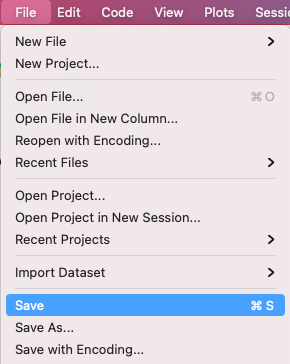 File Edit Code View Plots Sessi
New File
New Project...
Open File... ⌘ O
Open File in New Column...
Reopen with Encoding...
Recent Files
Open Project...
Open Project in New Session...
Recent Projects
Import Dataset
Save ⌘ S
Save As...
Save with Encoding...